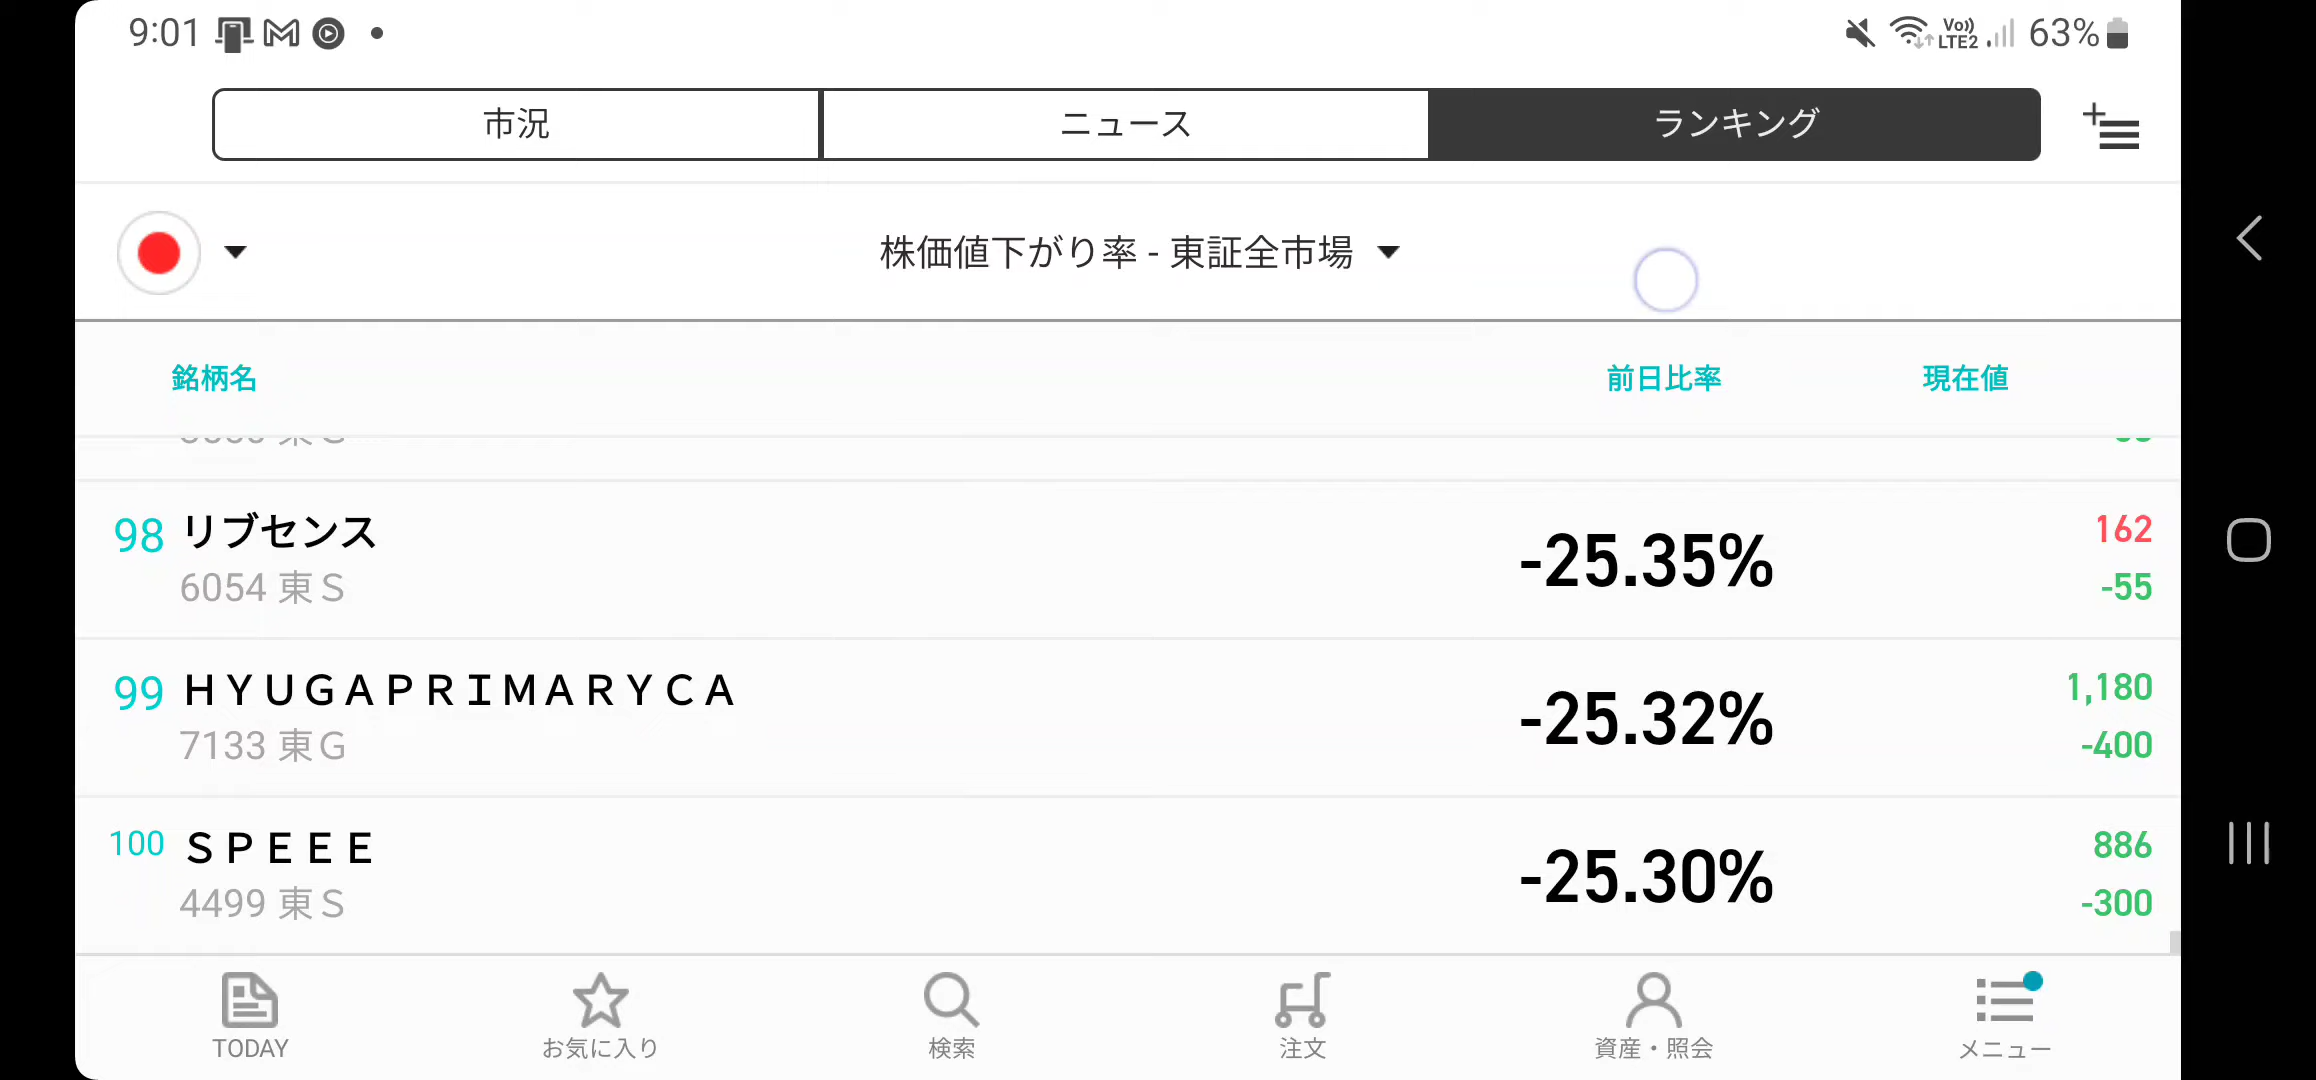 9:01
Vo)) LTE2 63%
市況 ニュース ランキング
株価値下がり率 - 東証全市場
銘柄名 前日比率 現在値
98 リブセンス -25.35% 162
6054 東Ｓ -55
99 ＨＹＵＧＡＰＲＩＭＡＲＹＣＡ -25.32% 1,180
7133 東Ｇ -400
100 ＳＰＥＥＥ -25.30% 886
4499 東Ｓ -300
TODAY お気に入り 検索 注文 資産・照会 メニュー